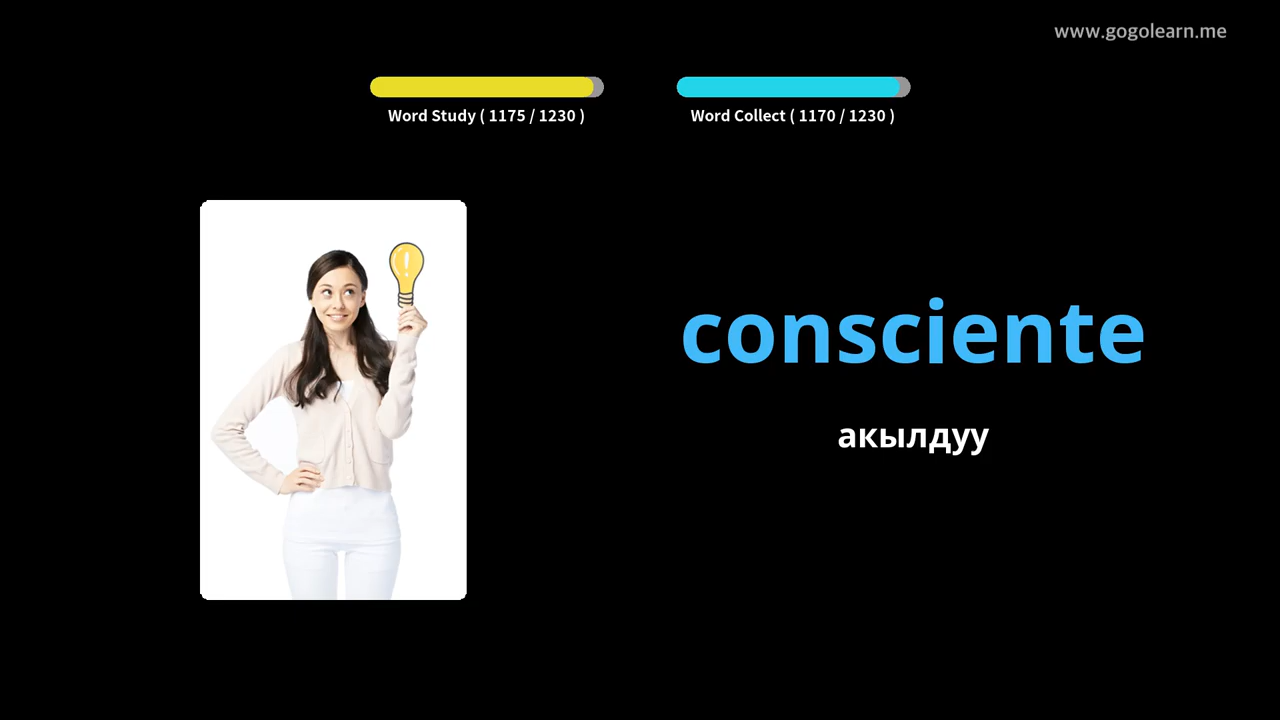 www.gogolearn.me
Word Study ( 1175 / 1230 )
Word Collect ( 1170 / 1230 )
consciente
акылдуу